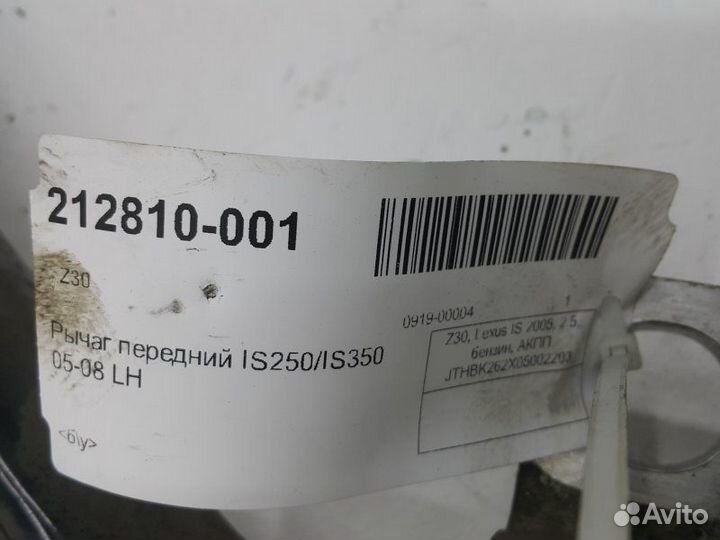 212810-001
Z30
Рычаг передний IS250/IS350
05-08 LH
<б\у>
0919-00004
1
Z30, Lexus IS 2005, 2.5,
бензин, АКПП
JTHBK262X05002203
Avito